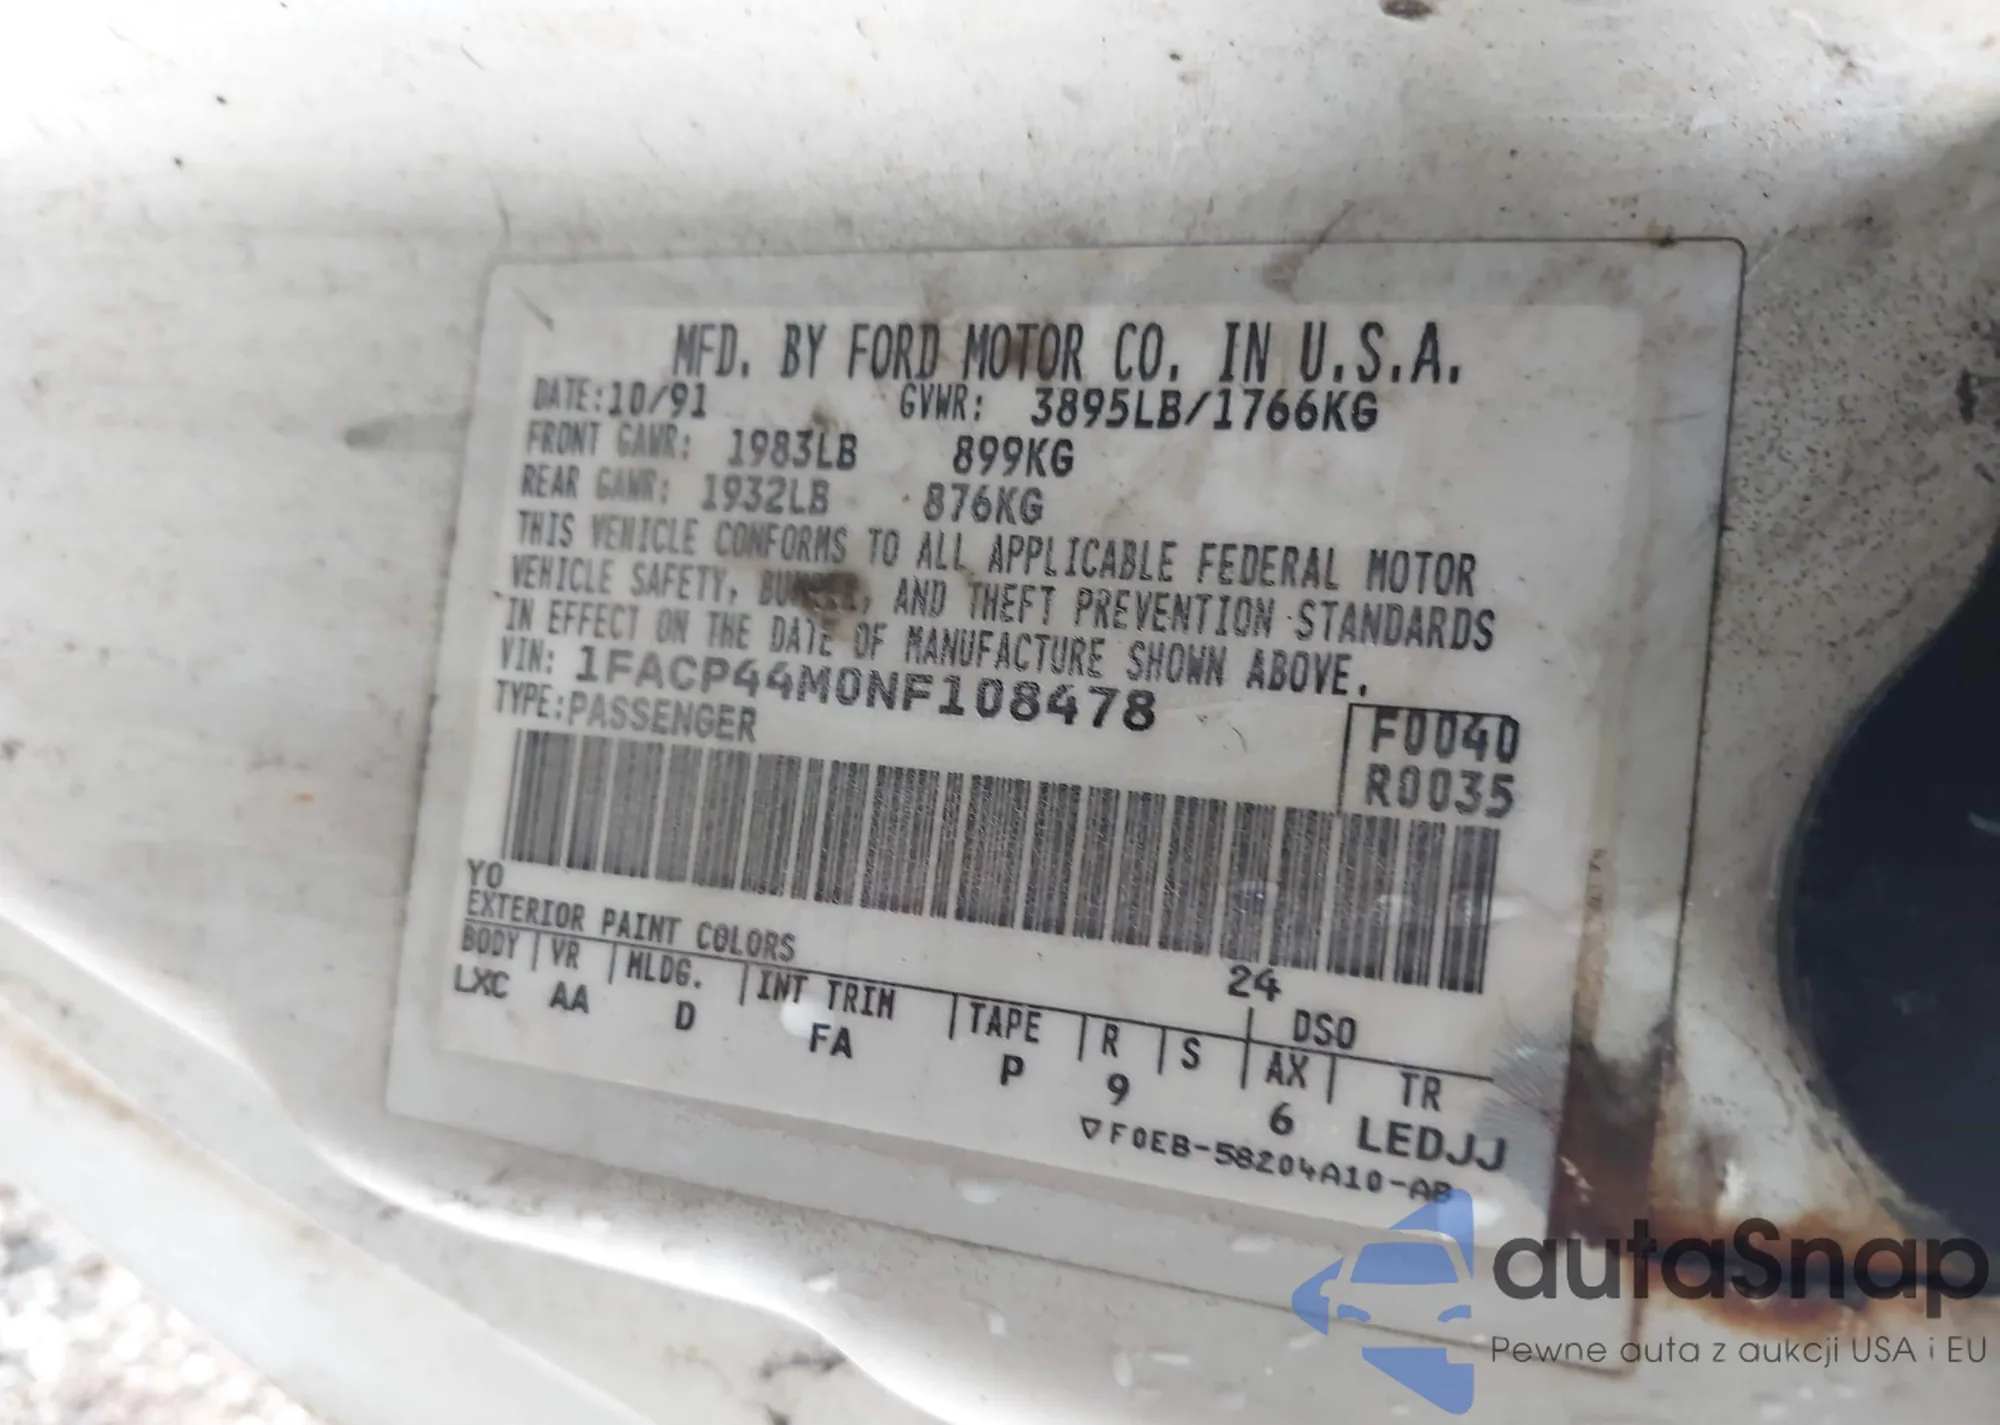 MFD. BY FORD MOTOR CO. IN U.S.A.
DATE:10/91 GVWR: 3895LB/1766KG
FRONT GAWR: 1983LB 899KG
REAR GAWR: 1932LB 876KG
THIS VEHICLE CONFORMS TO ALL APPLICABLE FEDERAL MOTOR
VEHICLE SAFETY, BUMPER, AND THEFT PREVENTION STANDARDS
IN EFFECT ON THE DATE OF MANUFACTURE SHOWN ABOVE.
VIN: 1FACP44M0NF108478
TYPE:PASSENGER
F0040
R0035
YO
EXTERIOR PAINT COLORS
24
DSO
BODY VR MLDG. INT TRIM TAPE R S AX TR
LXC AA D FA P 9 6 LEDJJ
▽F0EB-58204A10-AB
autaSnap
Pewne auta z aukcji USA i EU